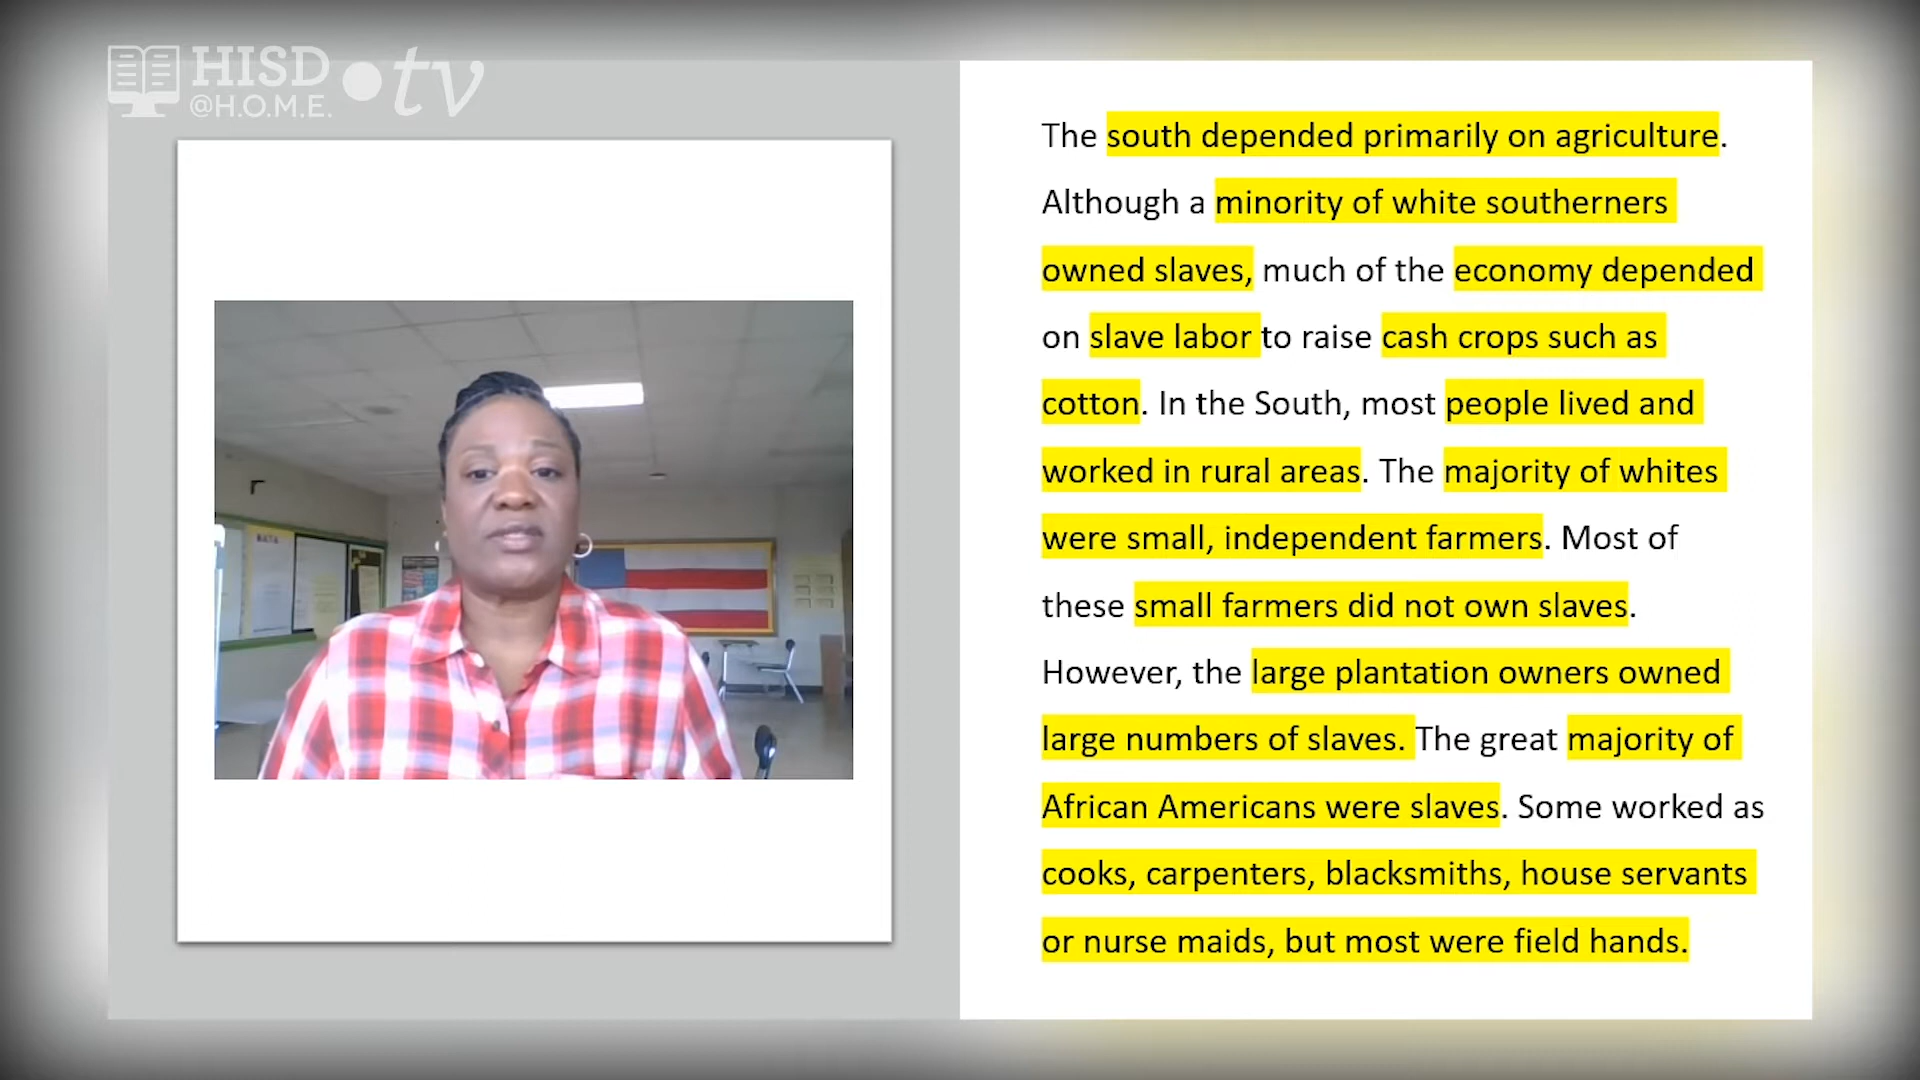 HISD
@H.O.M.E.
tv
The south depended primarily on agriculture.
Although a minority of white southerners
owned slaves, much of the economy depended
on slave labor to raise cash crops such as
cotton. In the South, most people lived and
worked in rural areas. The majority of whites
were small, independent farmers. Most of
these small farmers did not own slaves.
However, the large plantation owners owned
large numbers of slaves. The great majority of
African Americans were slaves. Some worked as
cooks, carpenters, blacksmiths, house servants
or nurse maids, but most were field hands.